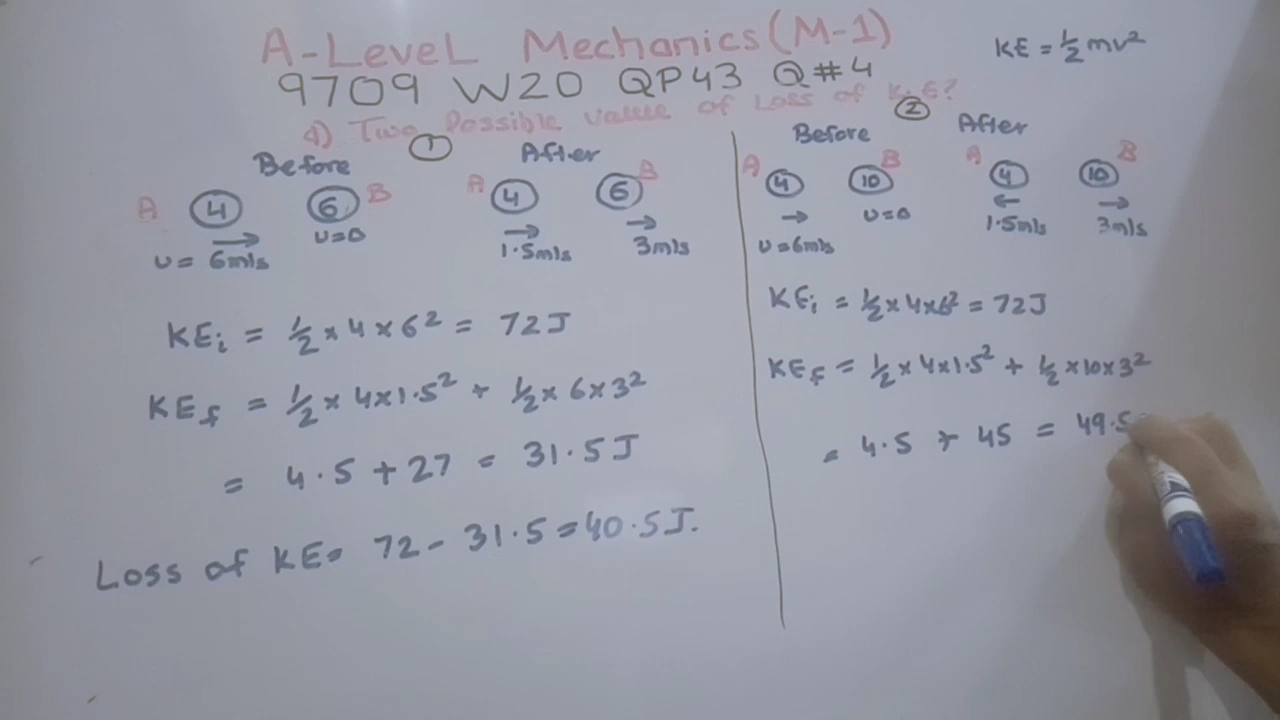 A-Level Mechanics (M-1)
KE = 1/2 mv²
9709 W20 QP43 Q#4
4) Two Possible Value of Loss of K.E?
1
Before After
A 4 6 B A 4 6 B
u = 6m/s u=0 1.5m/s 3m/s
KEi = 1/2 × 4 × 6² = 72J
KEf = 1/2 × 4×1.5² + 1/2 × 6×3²
= 4.5 + 27 = 31.5J
Loss of KE = 72 - 31.5 = 40.5J.
2
Before After
A 4 10 B A 4 10 B
u=6m/s u=0 1.5m/s 3m/s
KEi = 1/2 × 4×6² = 72J
KEf = 1/2 × 4×1.5² + 1/2 × 10×3²
= 4.5 + 45 = 49.5